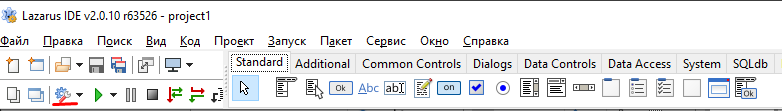 Lazarus IDE v2.0.10 r63526 - project1
Файл Правка Поиск Вид Код Проект Запуск Пакет Сервис Окно Справка
Standard Additional Common Controls Dialogs Data Controls Data Access System SQLdb
Ok Abc abI on Ok